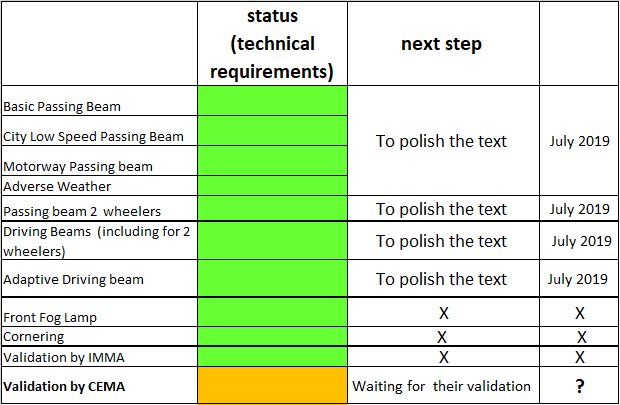 status
(technical
requirements)
next step
Basic Passing Beam
City Low Speed Passing Beam
Motorway Passing beam
Adverse Weather
To polish the text
July 2019
Passing beam 2 wheelers
To polish the text
July 2019
Driving Beams (including for 2
wheelers)
To polish the text
July 2019
Adaptive Driving beam
To polish the text
July 2019
Front Fog Lamp
X
X
Cornering
X
X
Validation by IMMA
X
X
Validation by CEMA
Waiting for their validation
?